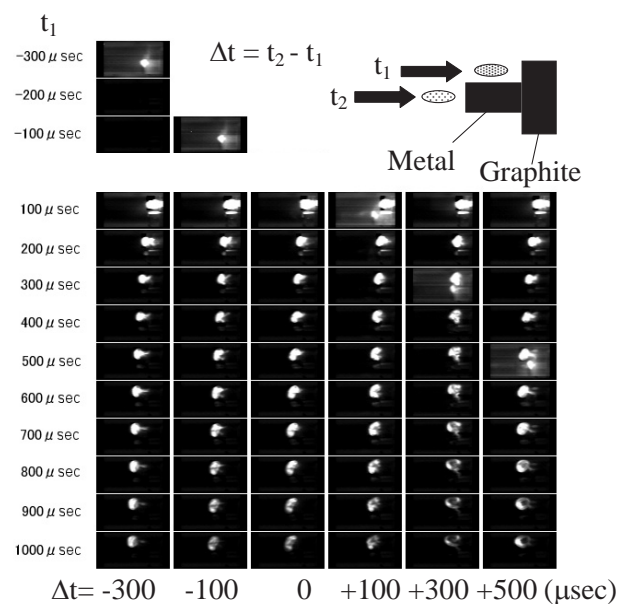 t₁
-300 μ sec
Δt = t₂ - t₁
-200 μ sec
-100 μ sec
t₁
t₂
Metal
Graphite
100 μ sec
200 μ sec
300 μ sec
400 μ sec
500 μ sec
600 μ sec
700 μ sec
800 μ sec
900 μ sec
1000 μ sec
Δt= -300 -100 0 +100 +300 +500 (μsec)